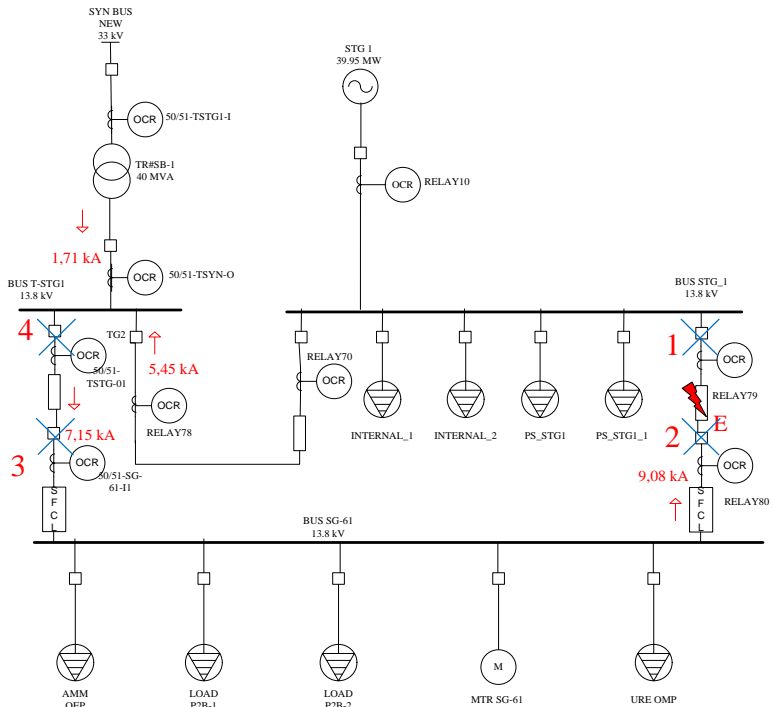 SYN BUS
NEW
33 kV
STG 1
39.95 MW
OCR
50/51-TSTG1-I
TR#SB-1
40 MVA
OCR
RELAY10
1,71 kA
BUS T-STG1
13.8 kV
OCR
50/51-TSYN-O
BUS STG_1
13.8 kV
4
TG2
1
OCR
50/51-
TSTG-01
5,45 kA
RELAY70
OCR
OCR
RELAY79
OCR
RELAY78
7,15 kA
INTERNAL_1
INTERNAL_2
PS_STG1
PS_STG1_1
E
2
3
OCR
50/51-SG-
61-I1
9,08 kA
OCR
RELAY80
SFCL
SFCL
BUS SG-61
13.8 kV
M
AMM
OEP
LOAD
P2B-1
LOAD
P2B-2
MTR SG-61
URE OMP